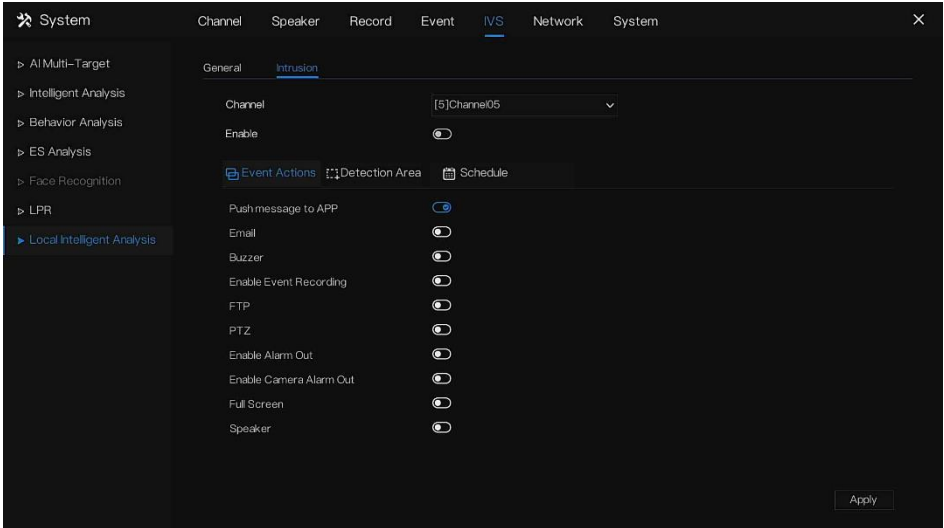 System Channel Speaker Record Event IVS Network System
AI Multi-Target
Intelligent Analysis
Behavior Analysis
ES Analysis
Face Recognition
LPR
Local Intelligent Analysis
General Intrusion
Channel [5]Channel05
Enable
Event Actions Detection Area Schedule
Push message to APP
Email
Buzzer
Enable Event Recording
FTP
PTZ
Enable Alarm Out
Enable Camera Alarm Out
Full Screen
Speaker
Apply